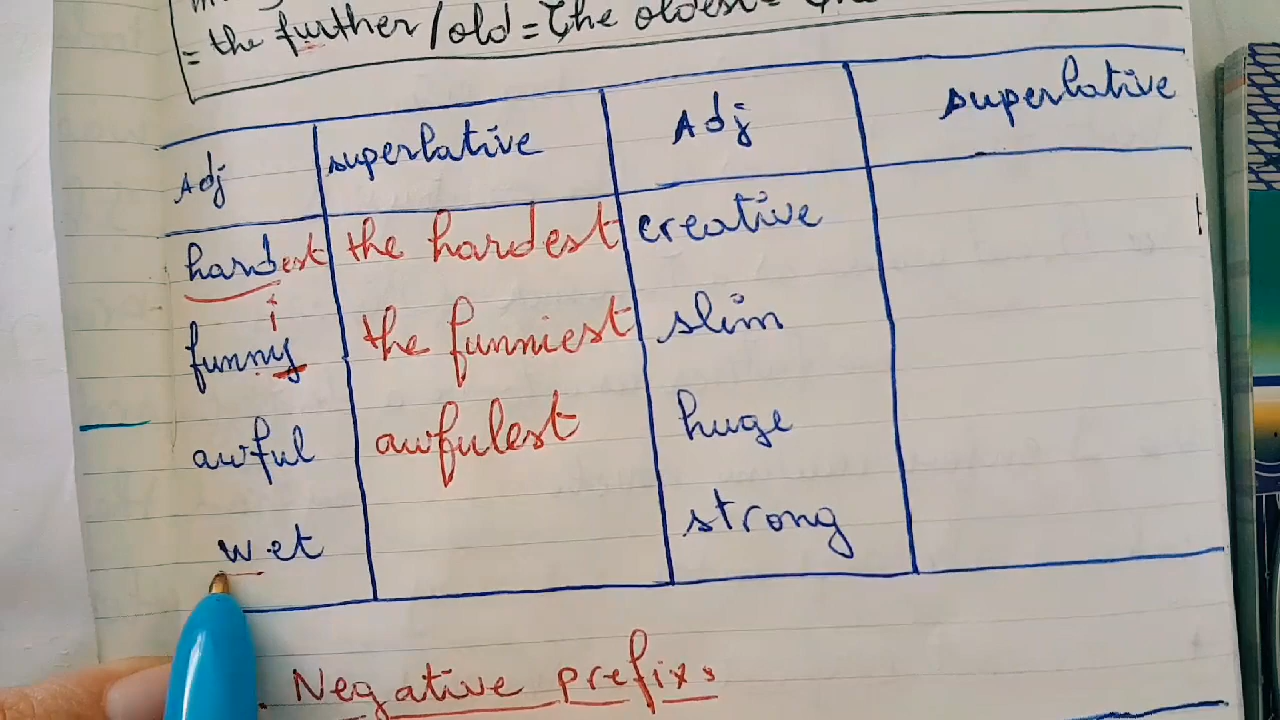 = the further/old = The oldest =
Adj superlative Adj superlative
hardest the hardest creative
i
funny the funniest slim
awful awfulest huge
wet strong
Negative prefixs